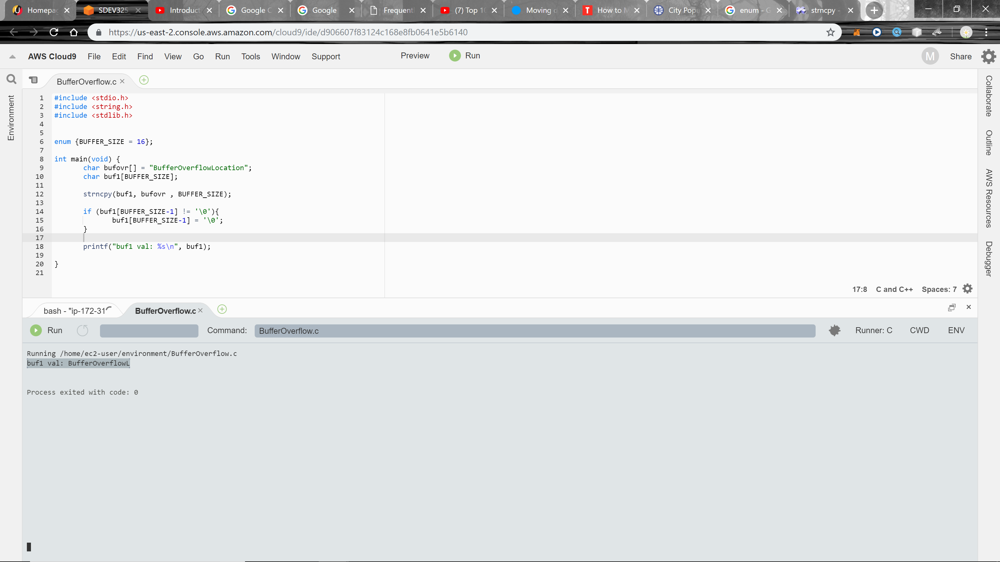 Homepag
SDEV325
Introduct
Google C
Google
Frequent
(7) Top 10
Moving
How to M
City Popu
enum - G
strncpy -
https://us-east-2.console.aws.amazon.com/cloud9/ide/d906607f83124c168e8fb0641e5b6140
AWS Cloud9 File Edit Find View Go Run Tools Window Support Preview Run M Share
BufferOverflow.c
Environment
1 #include <stdio.h>
2 #include <string.h>
3 #include <stdlib.h>
4
5
6 enum {BUFFER_SIZE = 16};
7
8 int main(void) {
9 char bufovr[] = "BufferOverflowLocation";
10 char buf1[BUFFER_SIZE];
11
12 strncpy(buf1, bufovr , BUFFER_SIZE);
13
14 if (buf1[BUFFER_SIZE-1] != '\0'){
15 buf1[BUFFER_SIZE-1] = '\0';
16 }
17
18 printf("buf1 val: %s\n", buf1);
19
20 }
21
17:8 C and C++ Spaces: 7
Collaborate
Outline
AWS Resources
Debugger
bash - "ip-172-31
BufferOverflow.c
Run Command: BufferOverflow.c Runner: C CWD ENV
Running /home/ec2-user/environment/BufferOverflow.c
buf1 val: BufferOverflowL
Process exited with code: 0